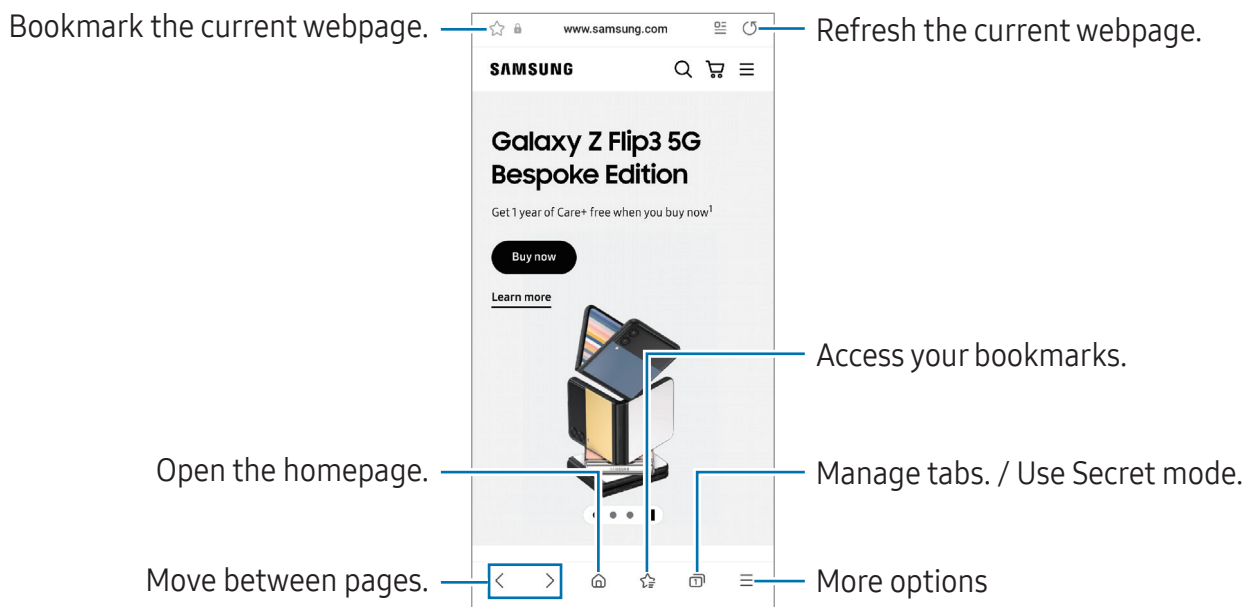 Bookmark the current webpage.
www.samsung.com
Refresh the current webpage.
SAMSUNG
Galaxy Z Flip3 5G
Bespoke Edition
Get 1 year of Care+ free when you buy now¹
Buy now
Learn more
Access your bookmarks.
Open the homepage.
Manage tabs. / Use Secret mode.
Move between pages.
1
More options